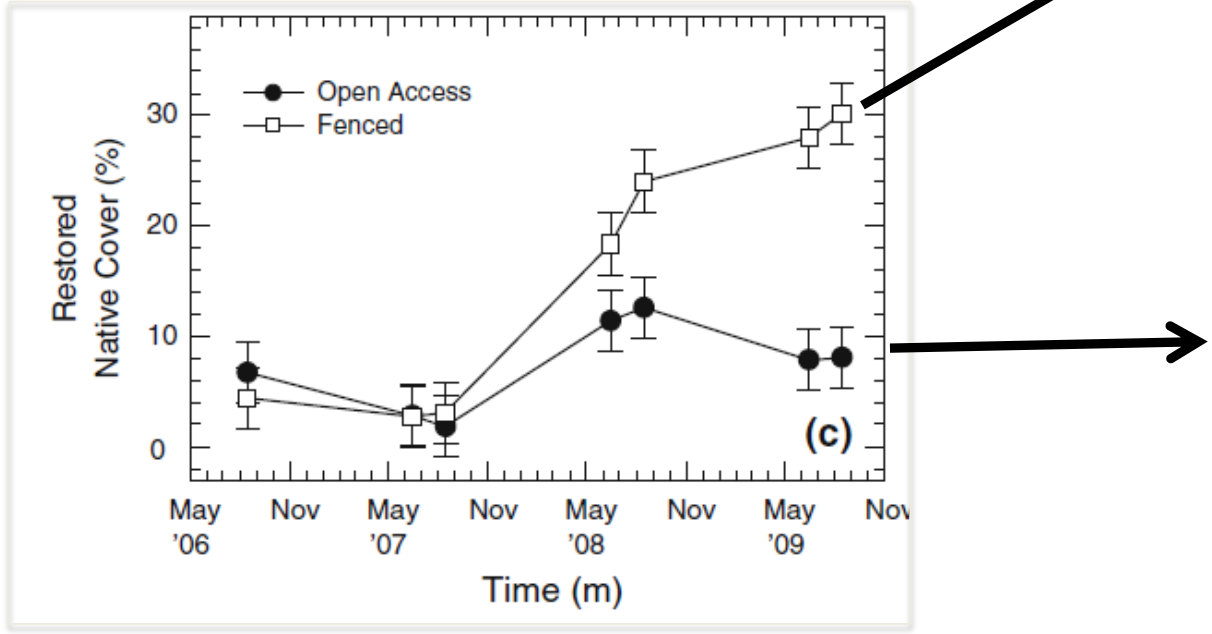 Open Access
Fenced
30
20
10
0
Restored
Native Cover (%)
(c)
May Nov May Nov May Nov May Nov
’06 ’07 ’08 ’09
Time (m)